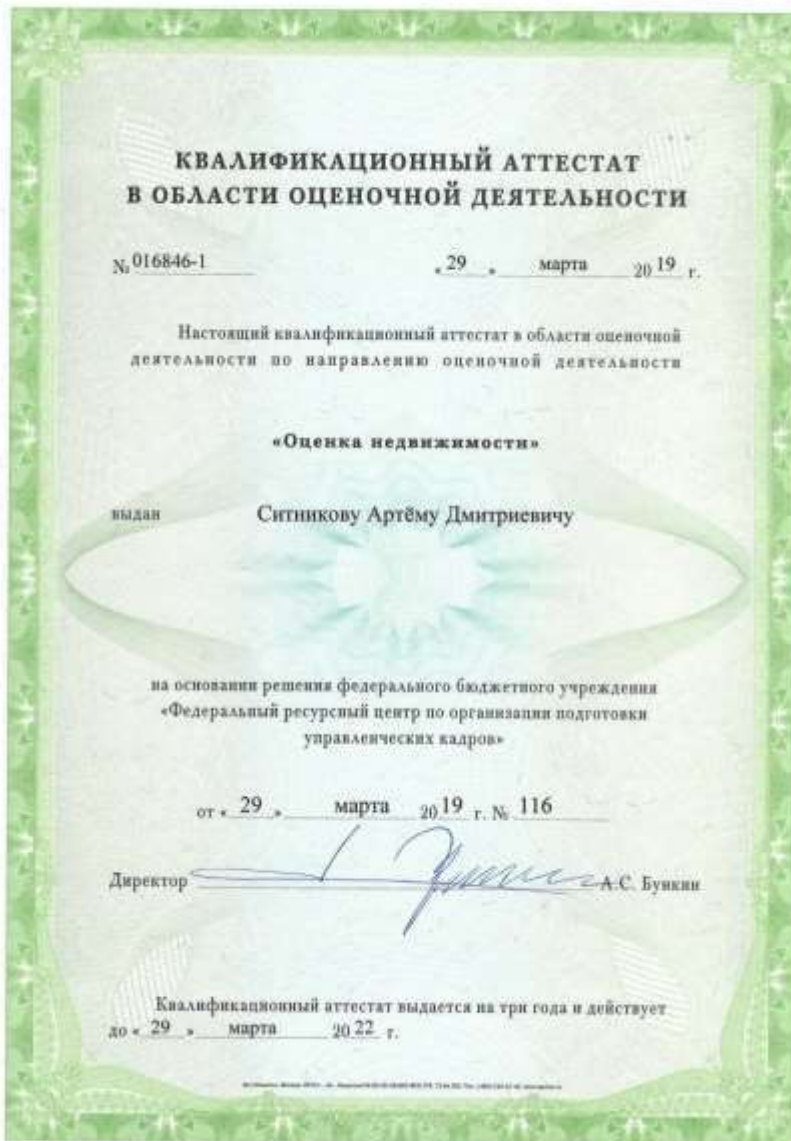 КВАЛИФИКАЦИОННЫЙ АТТЕСТАТ
В ОБЛАСТИ ОЦЕНОЧНОЙ ДЕЯТЕЛЬНОСТИ
№ 016846-1 « 29 » марта 20 19 г.
Настоящий квалификационный аттестат в области оценочной
деятельности по направлению оценочной деятельности
«Оценка недвижимости»
выдан Ситникову Артёму Дмитриевичу
на основании решения федерального бюджетного учреждения
«Федеральный ресурсный центр по организации подготовки
управленческих кадров»
от « 29 » марта 20 19 г. № 116
Директор А.С. Бункин
Квалификационный аттестат выдается на три года и действует
до « 29 » марта 20 22 г.